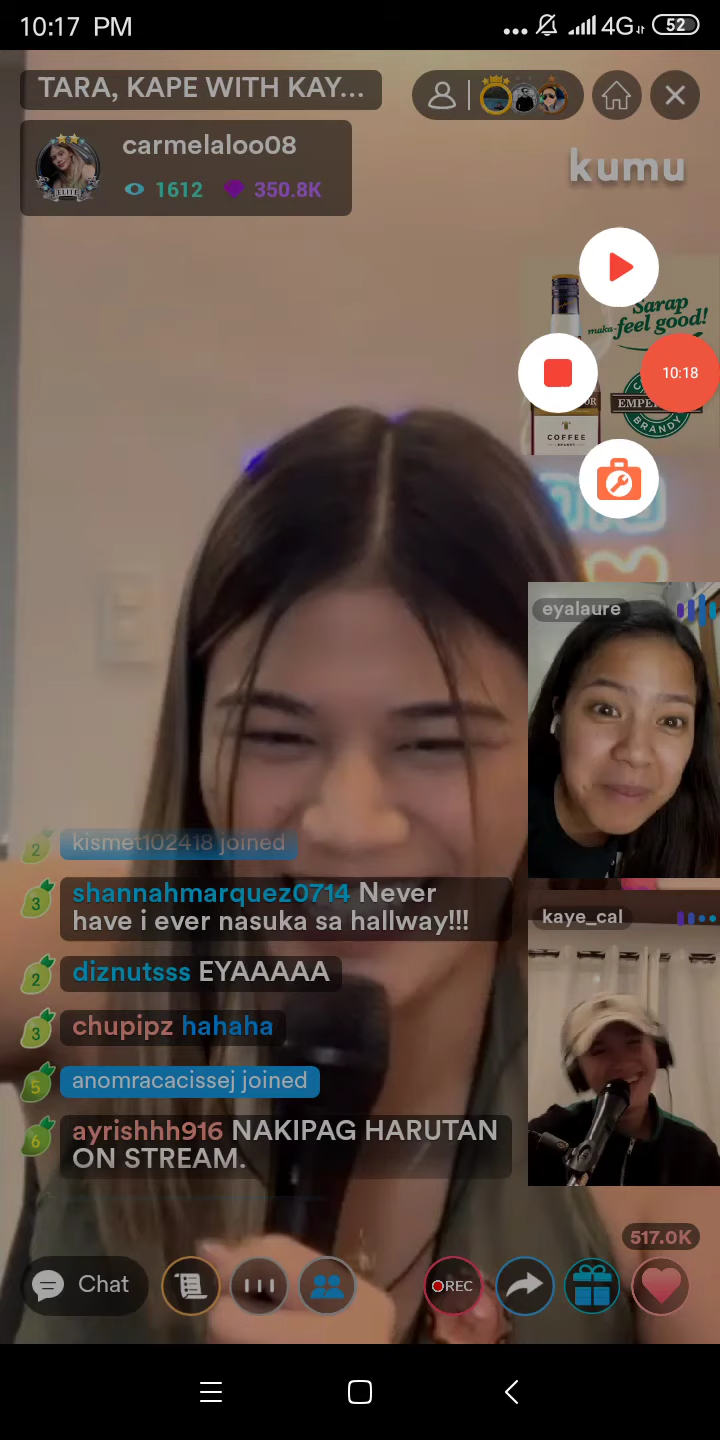 10:17 PM
4G
52
TARA, KAPE WITH KAY...
carmelaloo08
ELITE
1612
350.8K
kumu
Sarap
maka-feel good!
10:18
BRANDY
COFFEE
eyalaure
kismet102418 joined
2
shannahmarquez0714 Never
have i ever nasuka sa hallway!!!
3
kaye_cal
diznutsss EYAAAAA
2
chupipz hahaha
3
anomracacissej joined
5
ayrishhh916 NAKIPAG HARUTAN
ON STREAM.
6
517.0K
Chat
REC